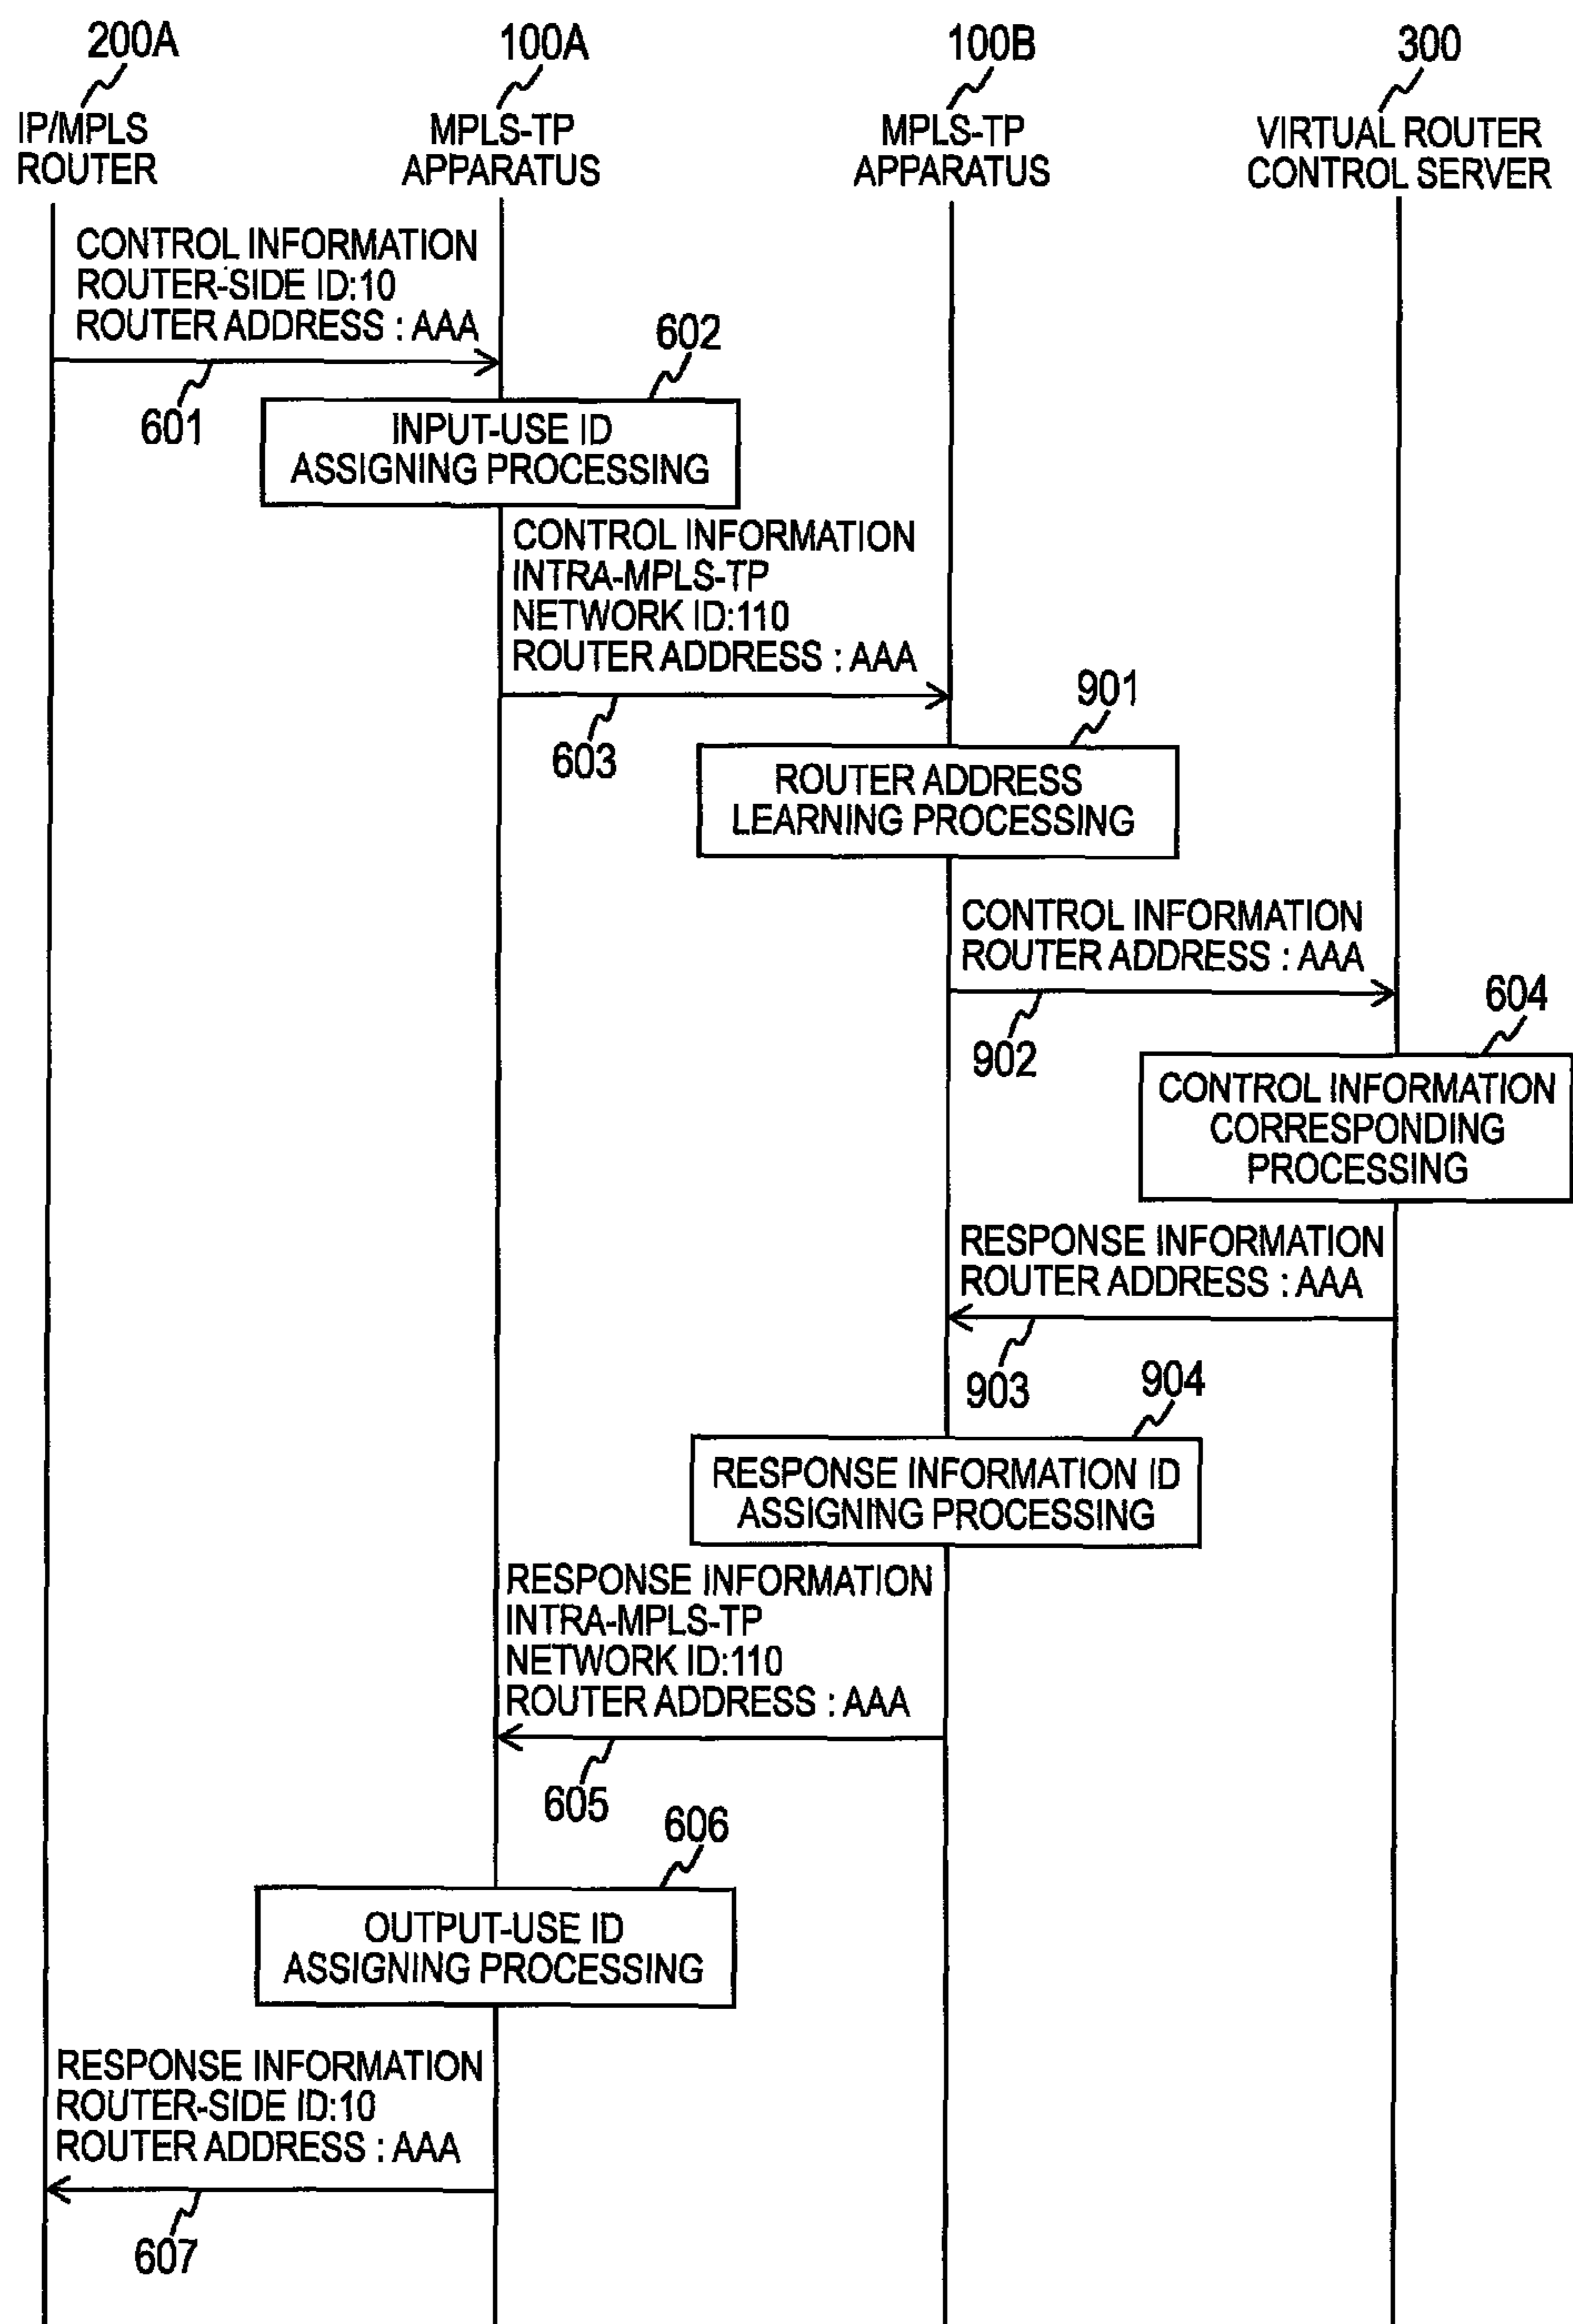 200A
100A
100B
300
IP/MPLS
ROUTER
MPLS-TP
APPARATUS
MPLS-TP
APPARATUS
VIRTUAL ROUTER
CONTROL SERVER
CONTROL INFORMATION
ROUTER-SIDE ID:10
ROUTER ADDRESS : AAA
601
602
INPUT-USE ID
ASSIGNING PROCESSING
CONTROL INFORMATION
INTRA-MPLS-TP
NETWORK ID:110
ROUTER ADDRESS : AAA
603
901
ROUTER ADDRESS
LEARNING PROCESSING
CONTROL INFORMATION
ROUTER ADDRESS : AAA
902
604
CONTROL INFORMATION
CORRESPONDING
PROCESSING
RESPONSE INFORMATION
ROUTER ADDRESS : AAA
903
904
RESPONSE INFORMATION ID
ASSIGNING PROCESSING
RESPONSE INFORMATION
INTRA-MPLS-TP
NETWORK ID:110
ROUTER ADDRESS : AAA
605
606
OUTPUT-USE ID
ASSIGNING PROCESSING
RESPONSE INFORMATION
ROUTER-SIDE ID:10
ROUTER ADDRESS : AAA
607